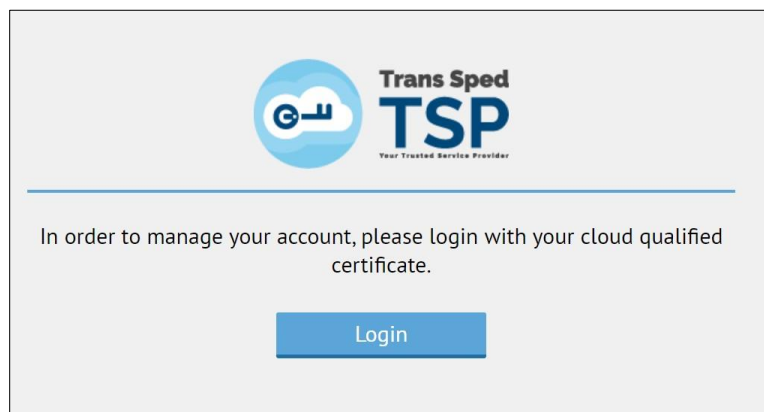 Trans Sped
TSP
Your Trusted Service Provider
In order to manage your account, please login with your cloud qualified
certificate.
Login